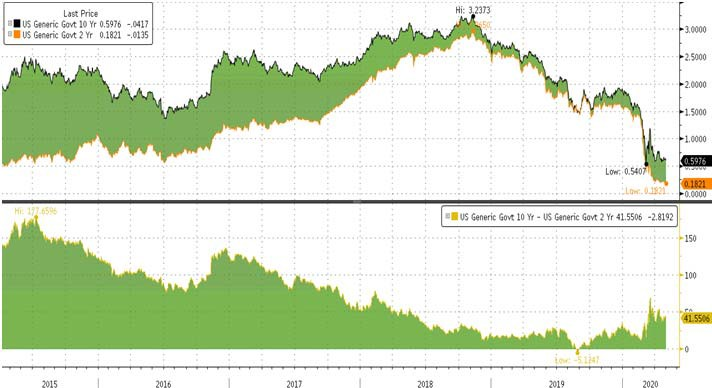 Last Price
US Generic Govt 10 Yr 0.5976 -.0417
US Generic Govt 2 Yr 0.1821 -.0135
Hi: 3.2373
3.0000
2.5000
2.0000
1.5000
1.0000
0.5976
Low: 0.5407
0.1821
Low: 0.1821
0.0000
Hi: 177.6596
US Generic Govt 10 Yr - US Generic Govt 2 Yr 41.5506 -2.8192
150
100
50
41.5506
0
2015 2016 2017 2018 2019 2020